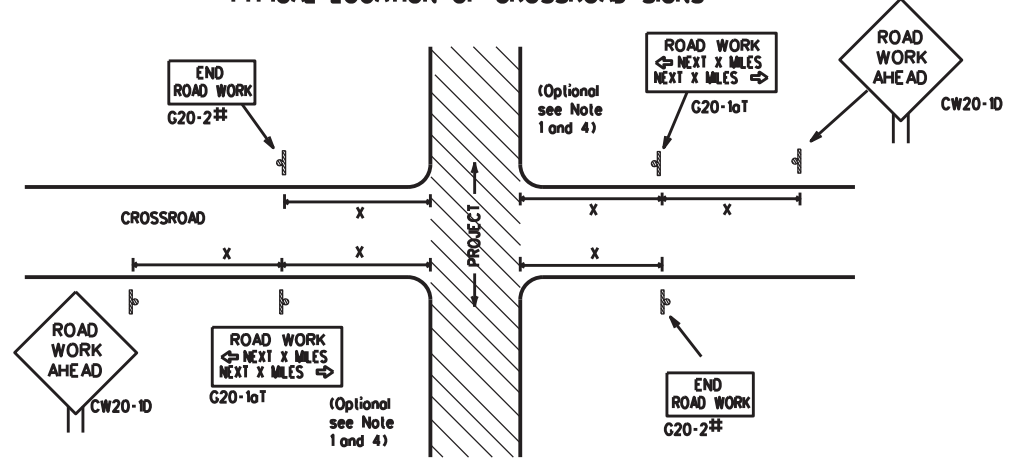 TYPICAL LOCATION OF CROSSROAD SIGNS
END
ROAD WORK
G20-2#
(Optional
see Note
1 and 4)
ROAD WORK
⇦ NEXT X MILES
NEXT X MILES ⇨
G20-1aT
ROAD
WORK
AHEAD
CW20-1D
CROSSROAD
X
X
X
PROJECT
X
X
X
ROAD
WORK
AHEAD
CW20-1D
ROAD WORK
⇦ NEXT X MILES
NEXT X MILES ⇨
G20-1aT
(Optional
see Note
1 and 4)
END
ROAD WORK
G20-2#